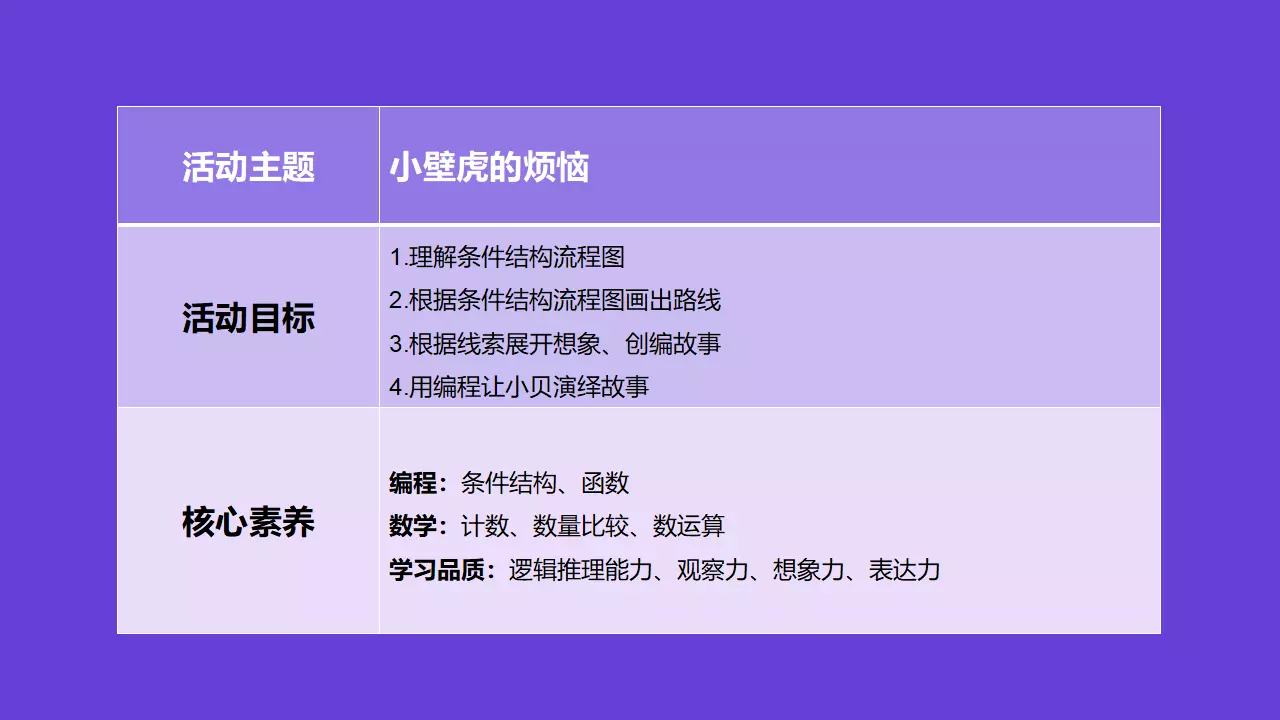 活动主题
小壁虎的烦恼
活动目标
1.理解条件结构流程图
2.根据条件结构流程图画出路线
3.根据线索展开想象、创编故事
4.用编程让小贝演绎故事
核心素养
编程：条件结构、函数
数学：计数、数量比较、数运算
学习品质：逻辑推理能力、观察力、想象力、表达力